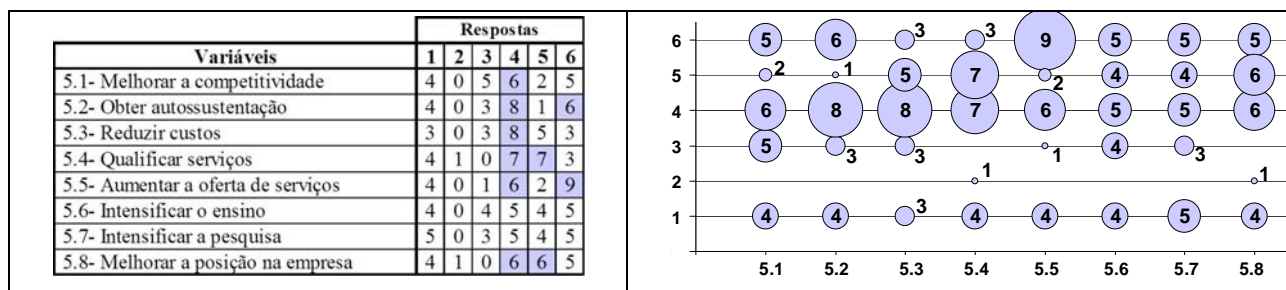 Respostas
Variáveis 1 2 3 4 5 6
5.1- Melhorar a competitividade 4 0 5 6 2 5
5.2- Obter autossustentação 4 0 3 8 1 6
5.3- Reduzir custos 3 0 3 8 5 3
5.4- Qualificar serviços 4 1 0 7 7 3
5.5- Aumentar a oferta de serviços 4 0 1 6 2 9
5.6- Intensificar o ensino 4 0 4 5 4 5
5.7- Intensificar a pesquisa 5 0 3 5 4 5
5.8- Melhorar a posição na empresa 4 1 0 6 6 5
6 5 6 3 3 9 5 5 5
5 2 1 5 7 2 4 4 6
4 6 8 8 7 6 5 5 6
3 5 3 3 1 4 3
2 1 1
1 4 4 3 4 4 4 5 4
5.1 5.2 5.3 5.4 5.5 5.6 5.7 5.8